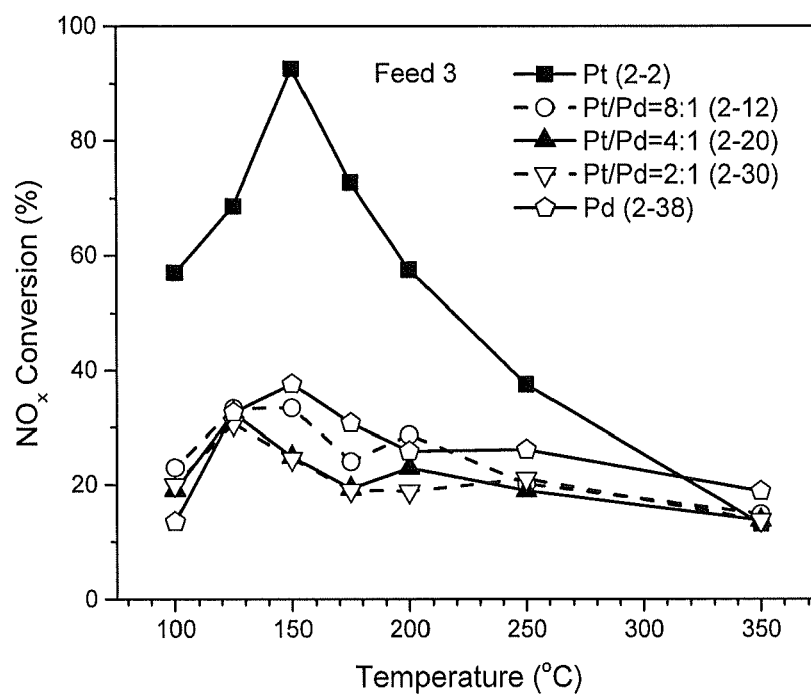 Feed 3
Pt (2-2)
Pt/Pd=8:1 (2-12)
Pt/Pd=4:1 (2-20)
Pt/Pd=2:1 (2-30)
Pd (2-38)
NOx Conversion (%)
100
80
60
40
20
0
100 150 200 250 300 350
Temperature (°C)